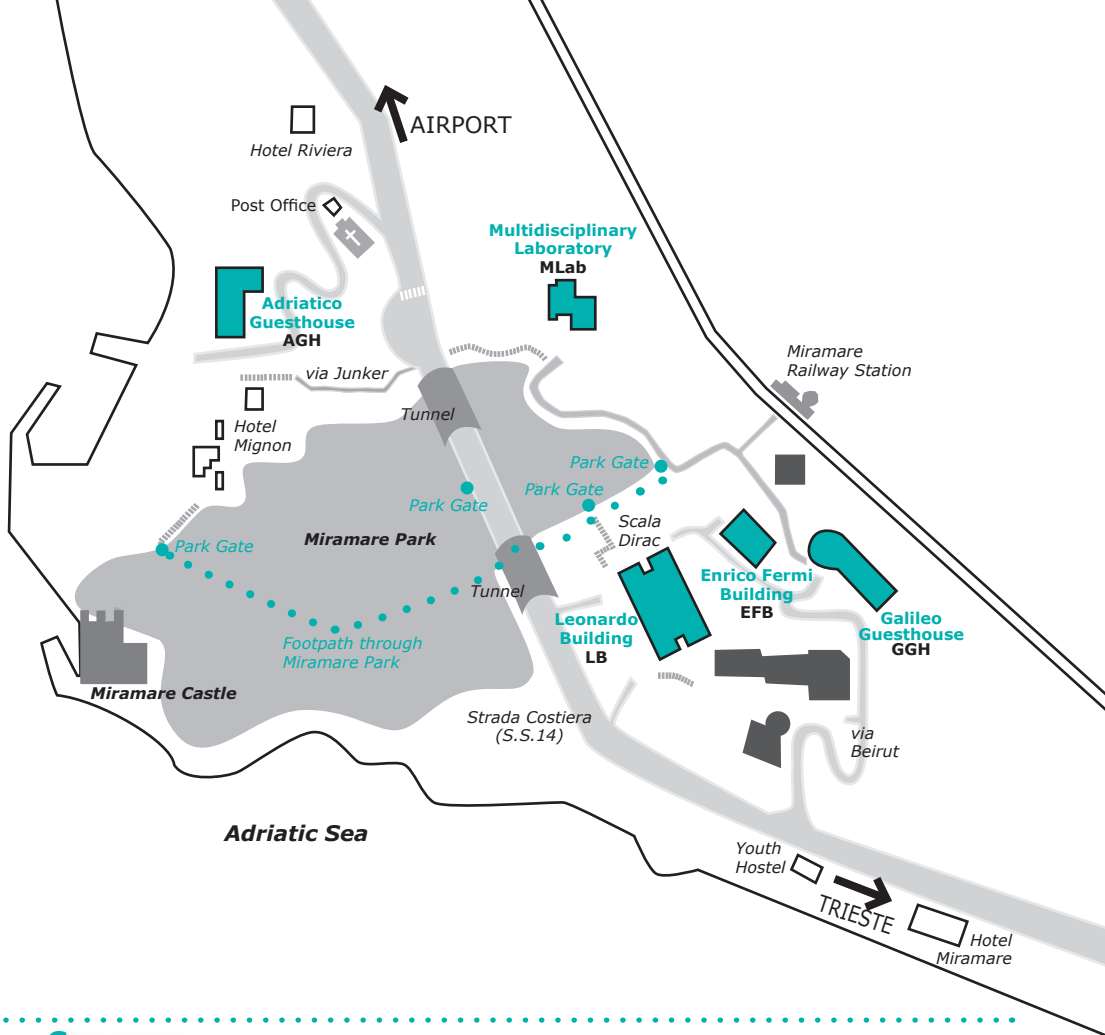 AIRPORT
Hotel Riviera
Post Office
Multidisciplinary
Laboratory
MLab
Adriatico
Guesthouse
AGH
Miramare
Railway Station
via Junker
Tunnel
Hotel
Mignon
Park Gate
Park Gate
Park Gate
Scala
Dirac
Miramare Park
Park Gate
Enrico Fermi
Building
EFB
Tunnel
Leonardo
Building
LB
Galileo
Guesthouse
GGH
Footpath through
Miramare Park
Miramare Castle
Strada Costiera
(S.S.14)
via
Beirut
Adriatic Sea
Youth
Hostel
TRIESTE
Hotel
Miramare